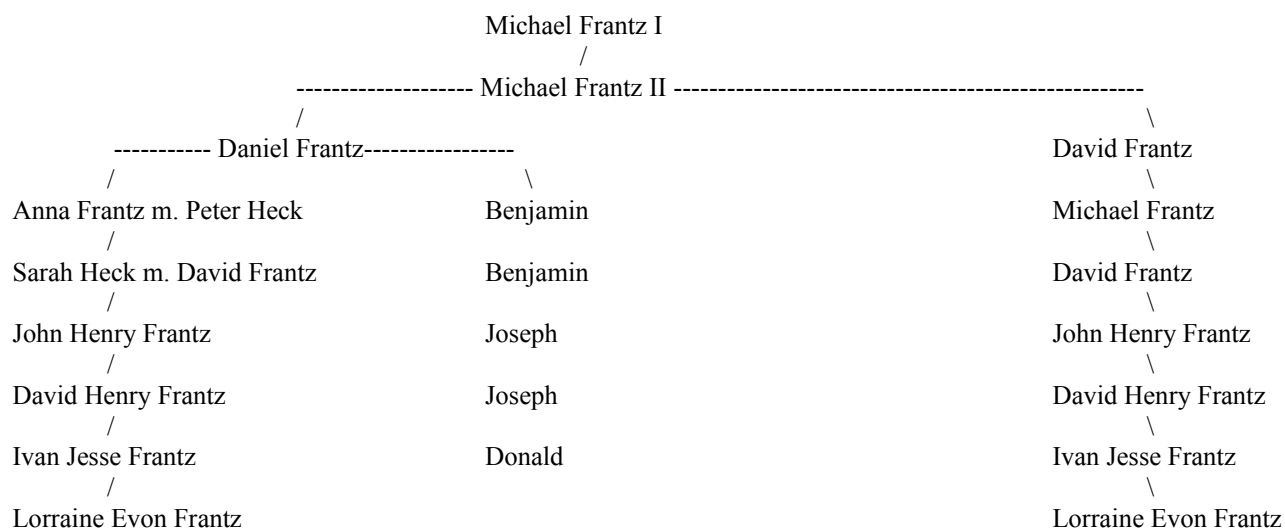 Michael Frantz I
/
-------------------- Michael Frantz II -----------------------------------------------------
/ \
----------- Daniel Frantz----------------- David Frantz
/ \ \
Anna Frantz m. Peter Heck Benjamin Michael Frantz
/ \
Sarah Heck m. David Frantz Benjamin David Frantz
/ \
John Henry Frantz Joseph John Henry Frantz
/ \
David Henry Frantz Joseph David Henry Frantz
/ \
Ivan Jesse Frantz Donald Ivan Jesse Frantz
/ \
Lorraine Evon Frantz Lorraine Evon Frantz